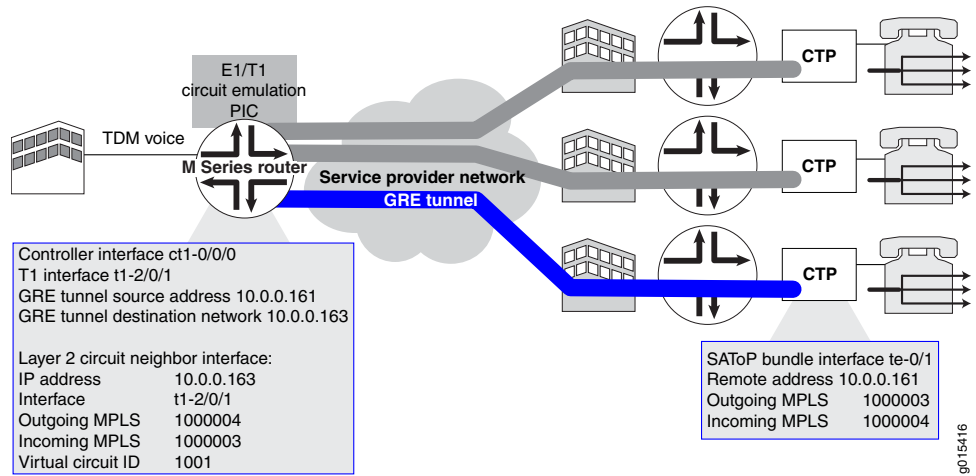 E1/T1
circuit emulation
PIC
TDM voice
M Series router
Service provider network
GRE tunnel
CTP
CTP
CTP
Controller interface ct1-0/0/0
T1 interface t1-2/0/1
GRE tunnel source address 10.0.0.161
GRE tunnel destination network 10.0.0.163
Layer 2 circuit neighbor interface:
IP address 10.0.0.163
Interface t1-2/0/1
Outgoing MPLS 1000004
Incoming MPLS 1000003
Virtual circuit ID 1001
SAToP bundle interface te-0/1
Remote address 10.0.0.161
Outgoing MPLS 1000003
Incoming MPLS 1000004
g015416